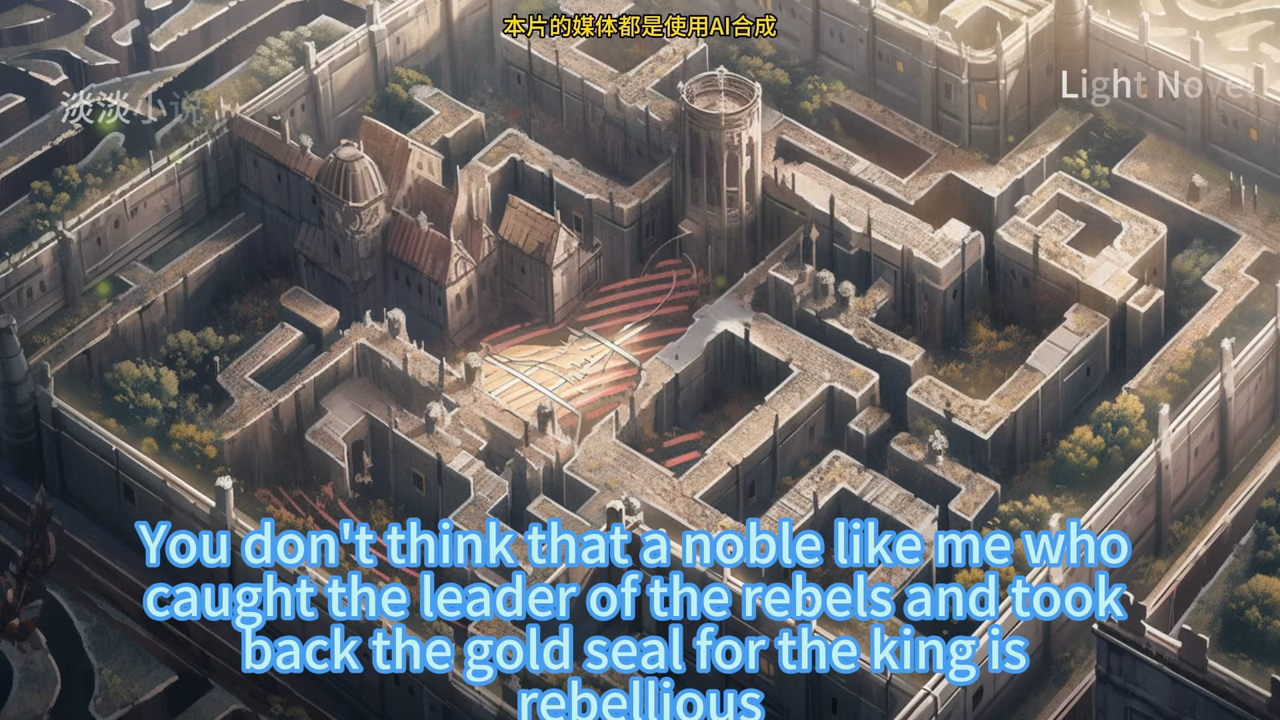 本片的媒体都是使用AI合成
淡淡小说
Light Novel
You don't think that a noble like me who
caught the leader of the rebels and took
back the gold seal for the king is
rebellious